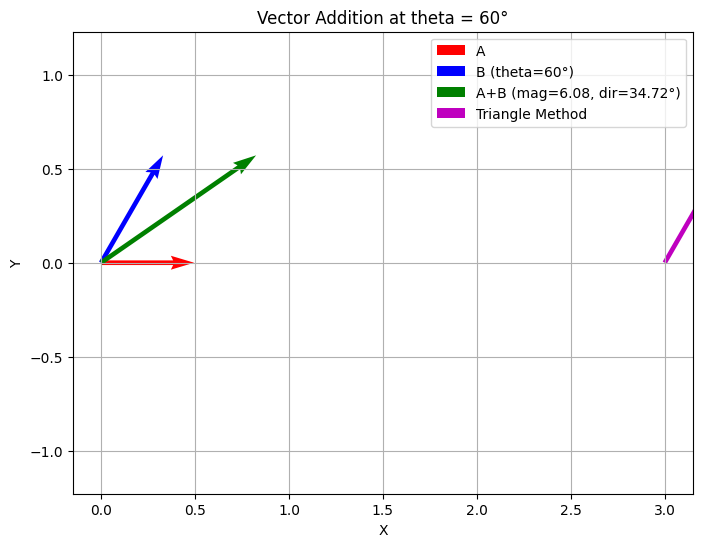 Vector Addition at theta = 60°
A
B (theta=60°)
A+B (mag=6.08, dir=34.72°)
Triangle Method
1.0
0.5
0.0
−0.5
−1.0
Y
0.0
0.5
1.0
1.5
2.0
2.5
3.0
X